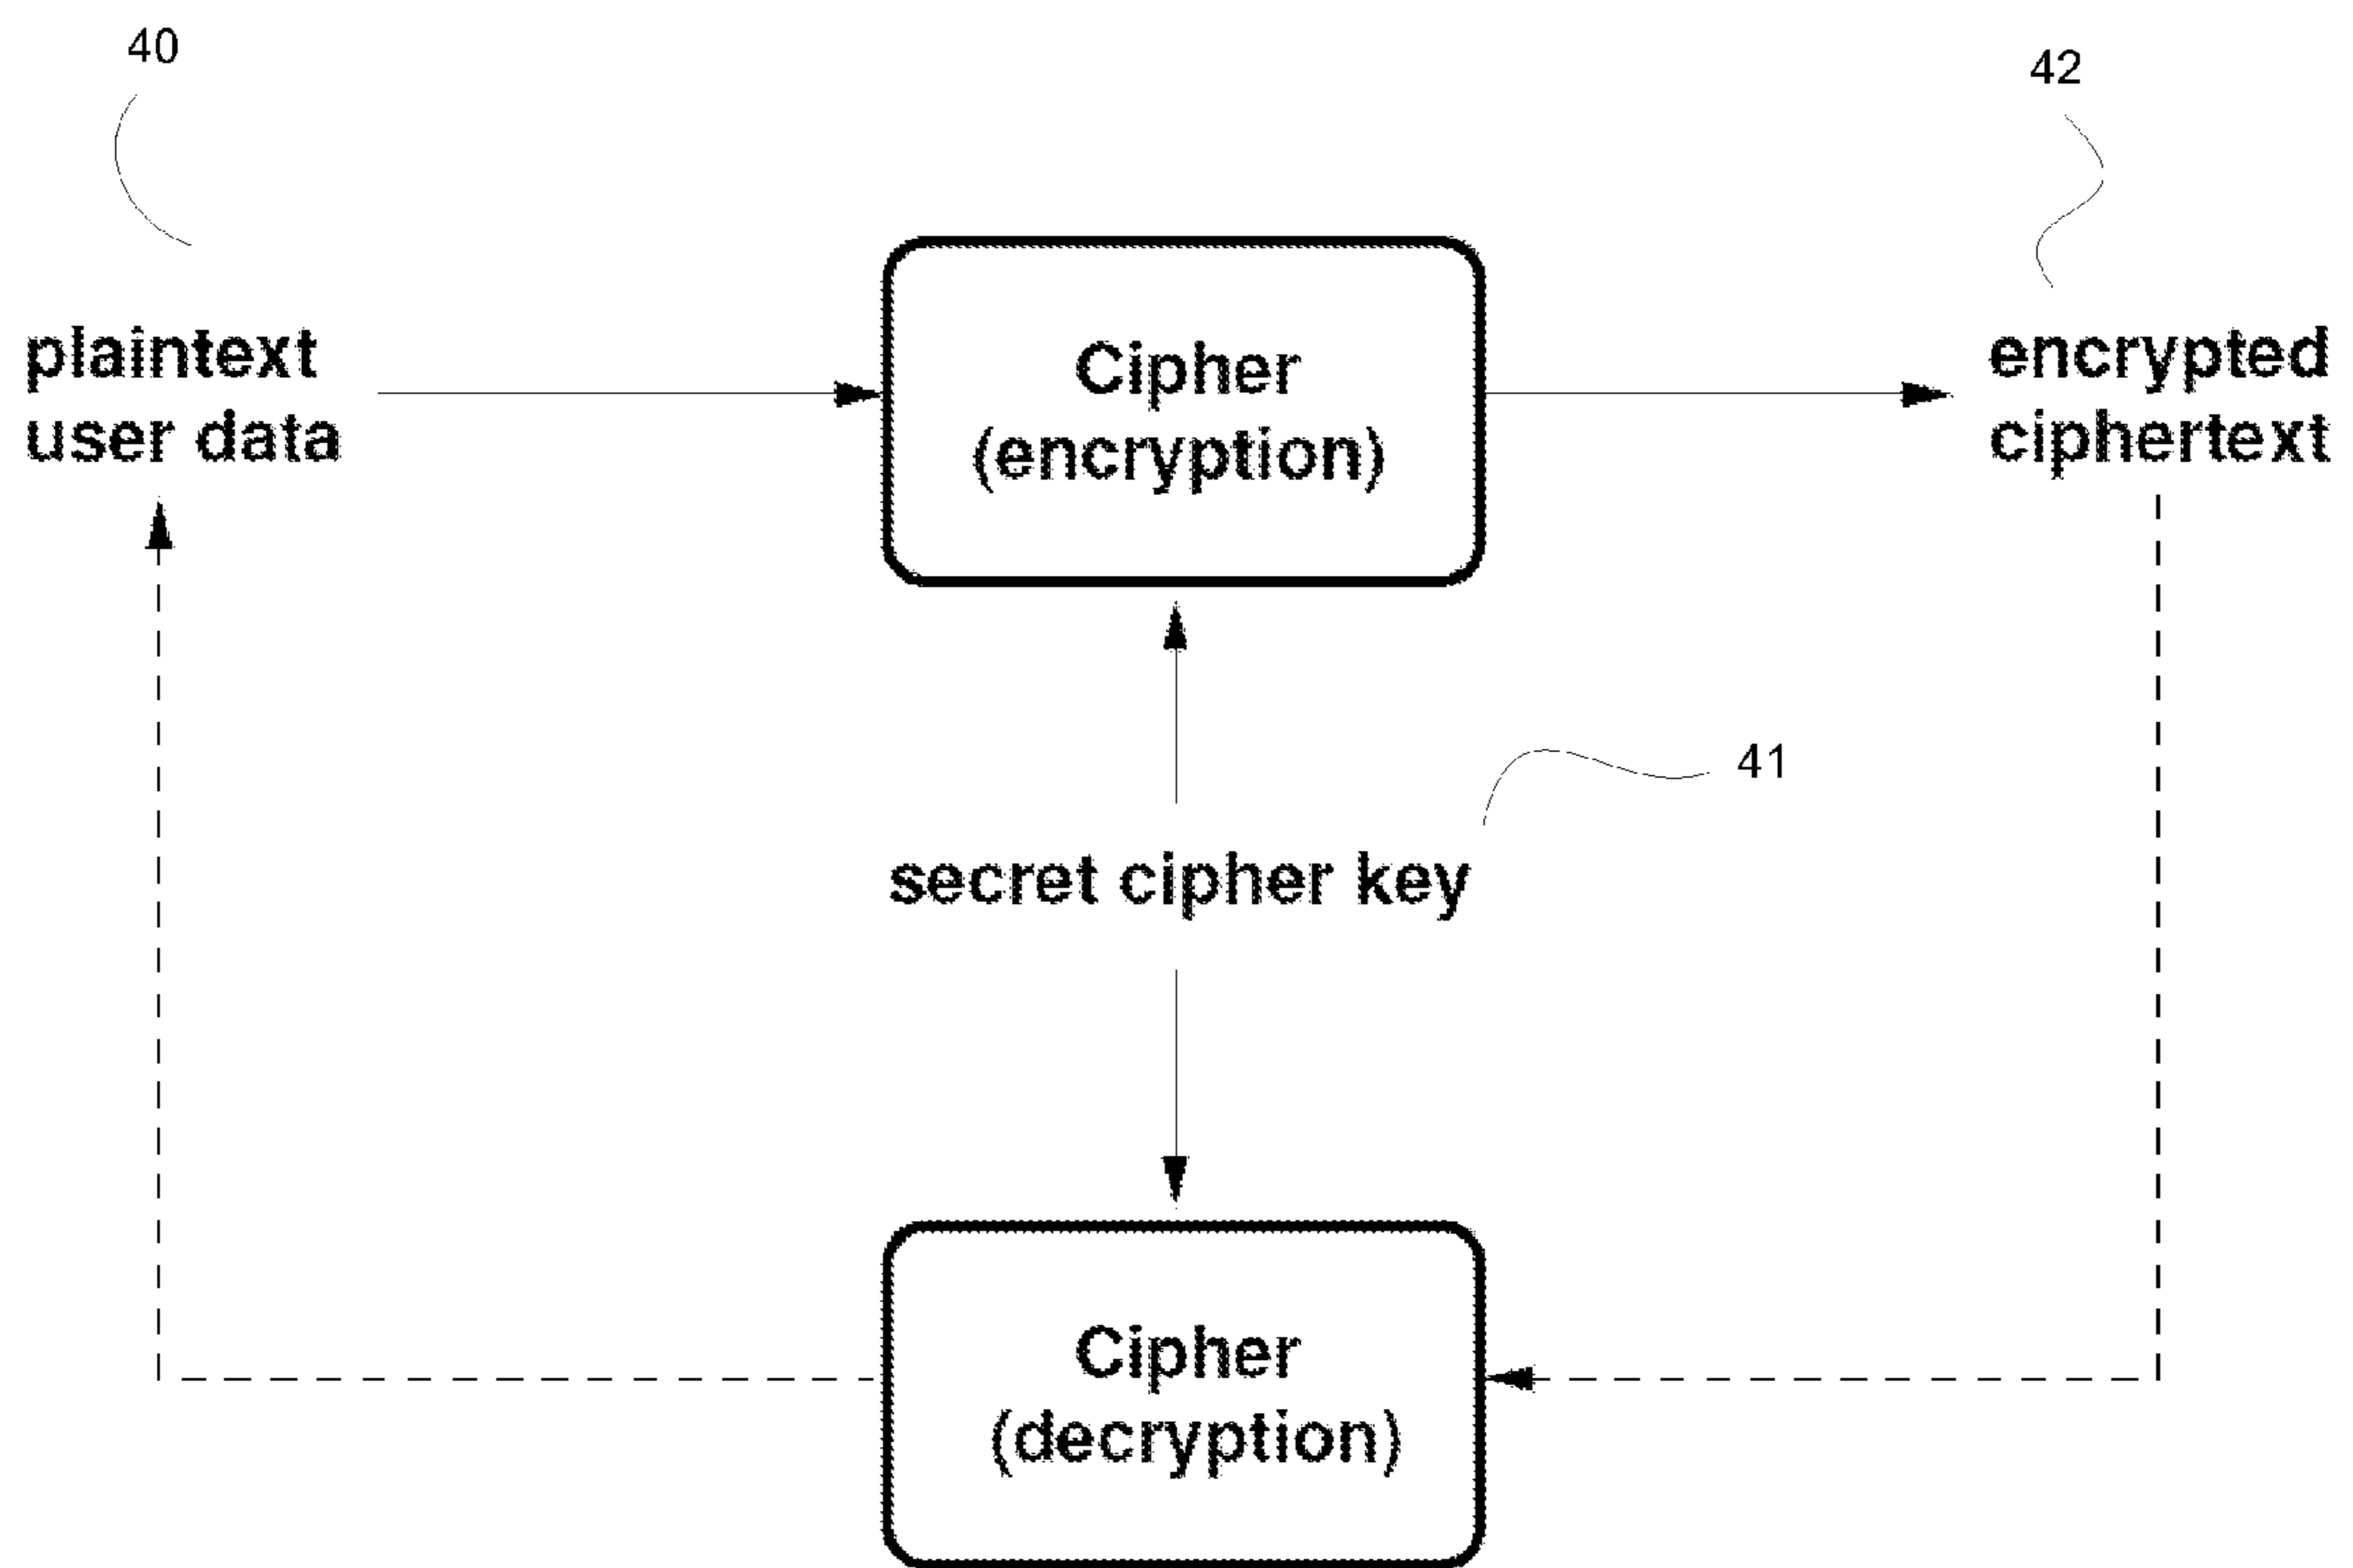 40
42
plaintext
user data
Cipher
(encryption)
encrypted
ciphertext
41
secret cipher key
Cipher
(decryption)